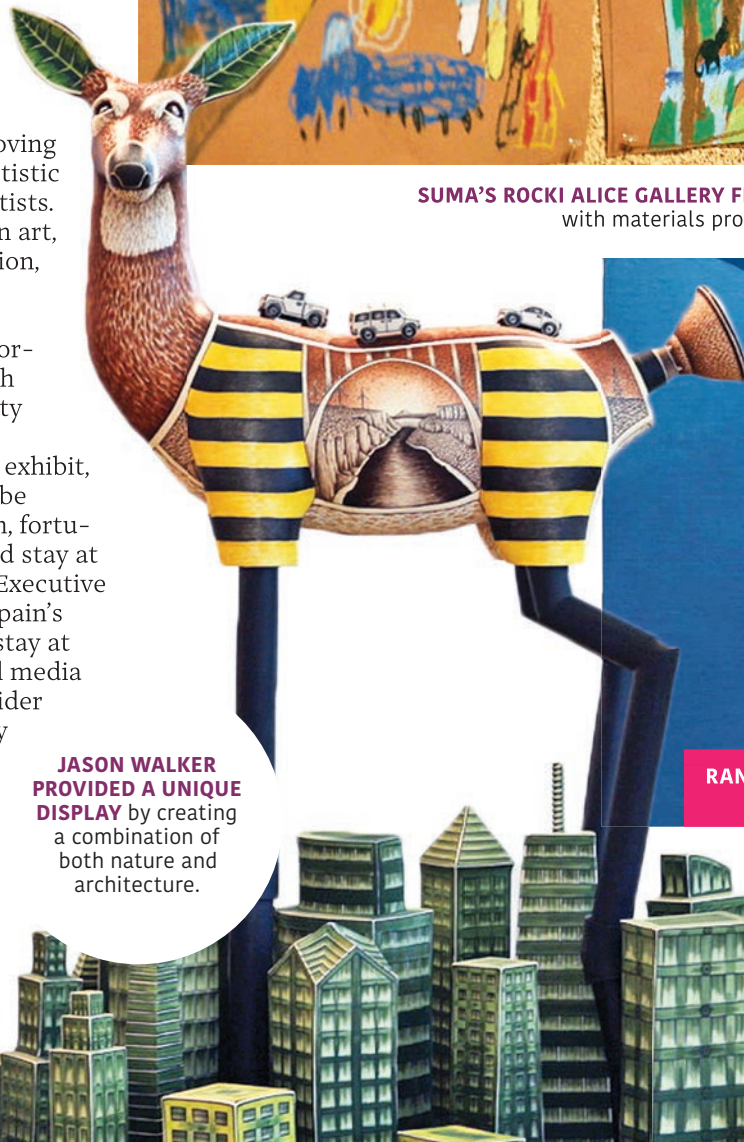 oving
tistic
tists.
n art,
ion,
or-
h
ty
exhibit,
be
n, fortu-
d stay at
Executive
pain's
stay at
l media
ider
y
SUMA'S ROCKI ALICE GALLERY F
with materials pro
JASON WALKER
PROVIDED A UNIQUE
DISPLAY by creating
a combination of
both nature and
architecture.
RAN